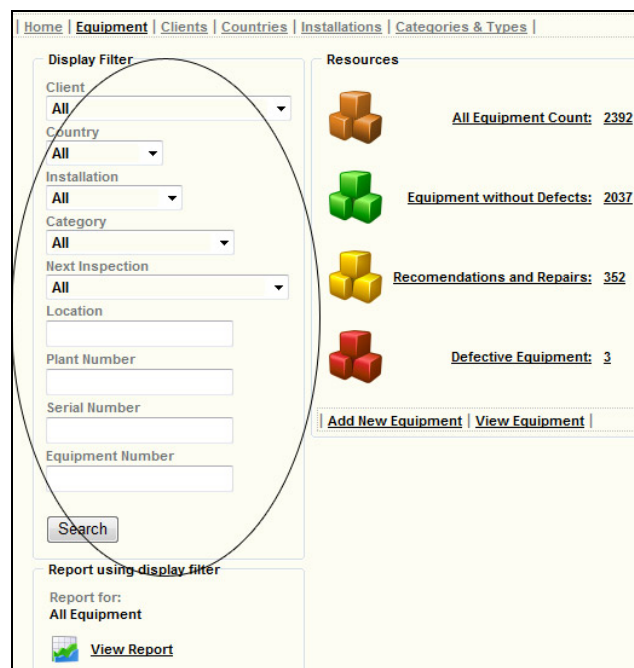 | Home | Equipment | Clients | Countries | Installations | Categories & Types |
Display Filter
Client
All
Country
All
Installation
All
Category
All
Next Inspection
All
Location
Plant Number
Serial Number
Equipment Number
Search
Report using display filter
Report for:
All Equipment
View Report
Resources
All Equipment Count: 2392
Equipment without Defects: 2037
Recomendations and Repairs: 352
Defective Equipment: 3
| Add New Equipment | View Equipment |